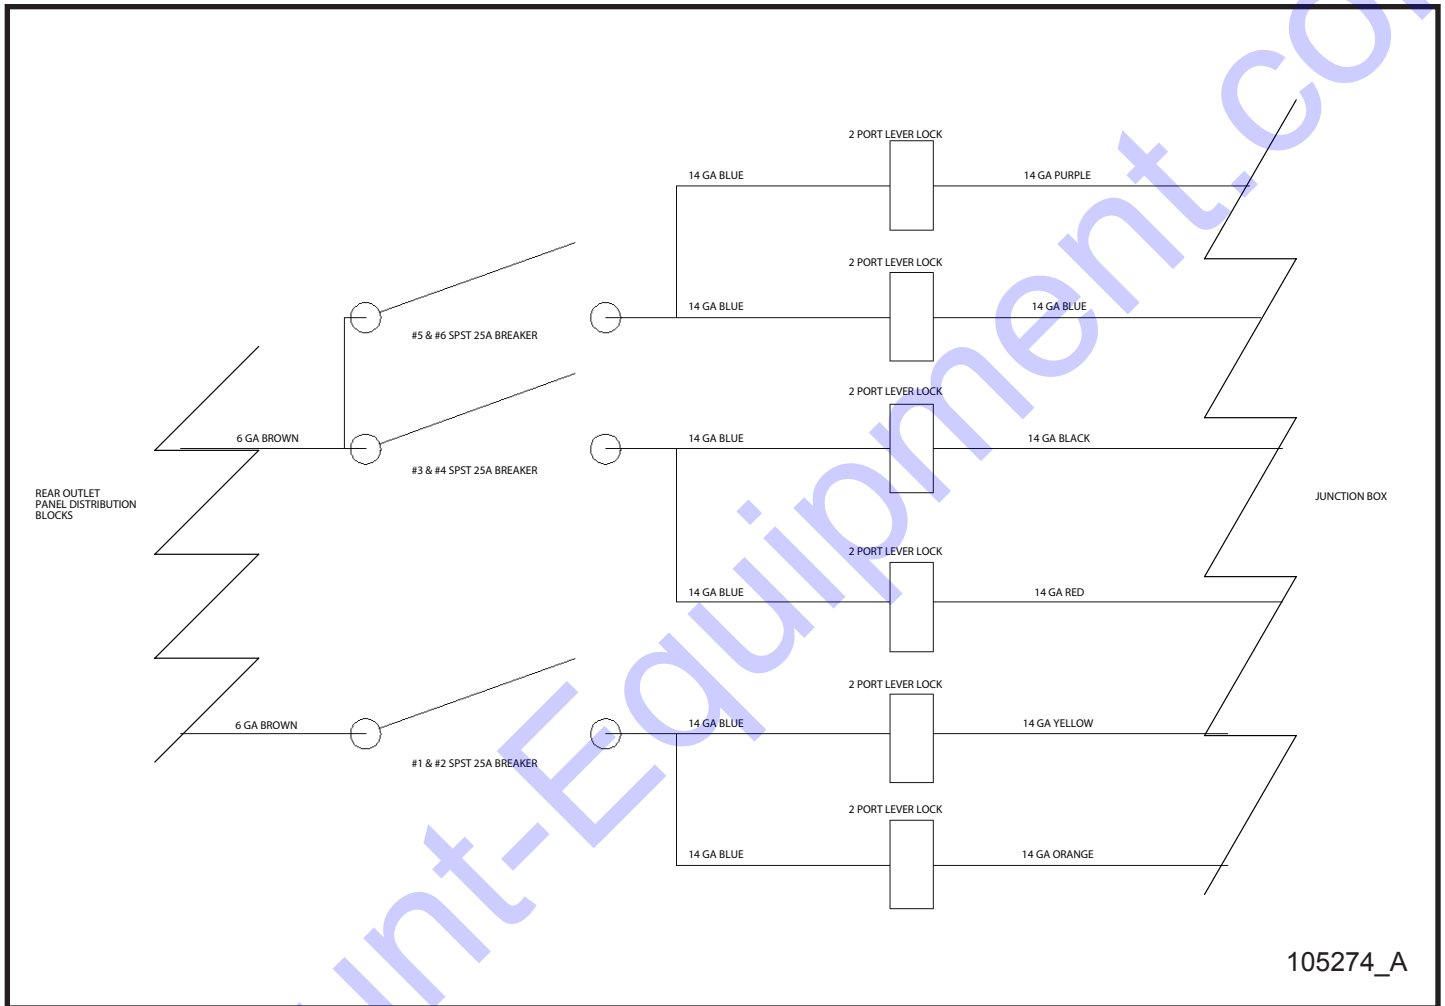 2 PORT LEVER LOCK
14 GA BLUE
14 GA PURPLE
2 PORT LEVER LOCK
14 GA BLUE
14 GA BLUE
#5 & #6 SPST 25A BREAKER
2 PORT LEVER LOCK
6 GA BROWN
14 GA BLUE
14 GA BLACK
#3 & #4 SPST 25A BREAKER
REAR OUTLET
PANEL DISTRIBUTION
BLOCKS
JUNCTION BOX
2 PORT LEVER LOCK
14 GA BLUE
14 GA RED
2 PORT LEVER LOCK
6 GA BROWN
14 GA BLUE
14 GA YELLOW
#1 & #2 SPST 25A BREAKER
2 PORT LEVER LOCK
14 GA BLUE
14 GA ORANGE
105274_A
unt-Equipment.co